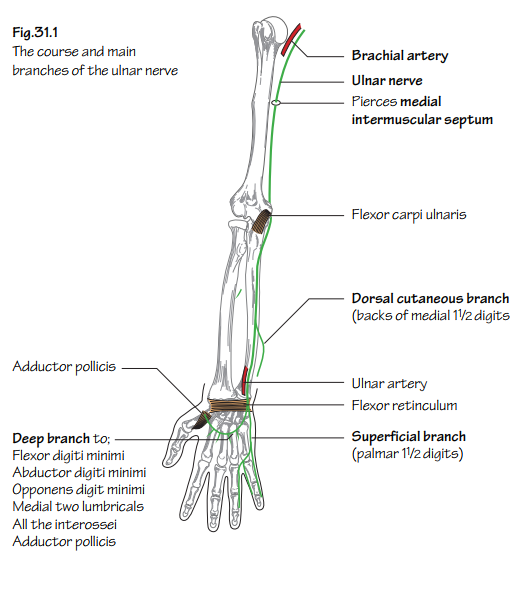 Fig.31.1
The course and main
branches of the ulnar nerve
Brachial artery
Ulnar nerve
Pierces medial
intermuscular septum
Flexor carpi ulnaris
Dorsal cutaneous branch
(backs of medial 11/2 digits
Adductor pollicis
Ulnar artery
Flexor retinculum
Deep branch to;
Flexor digiti minimi
Abductor digiti minimi
Opponens digit minimi
Medial two lumbricals
All the interossei
Adductor pollicis
Superficial branch
(palmar 11/2 digits)